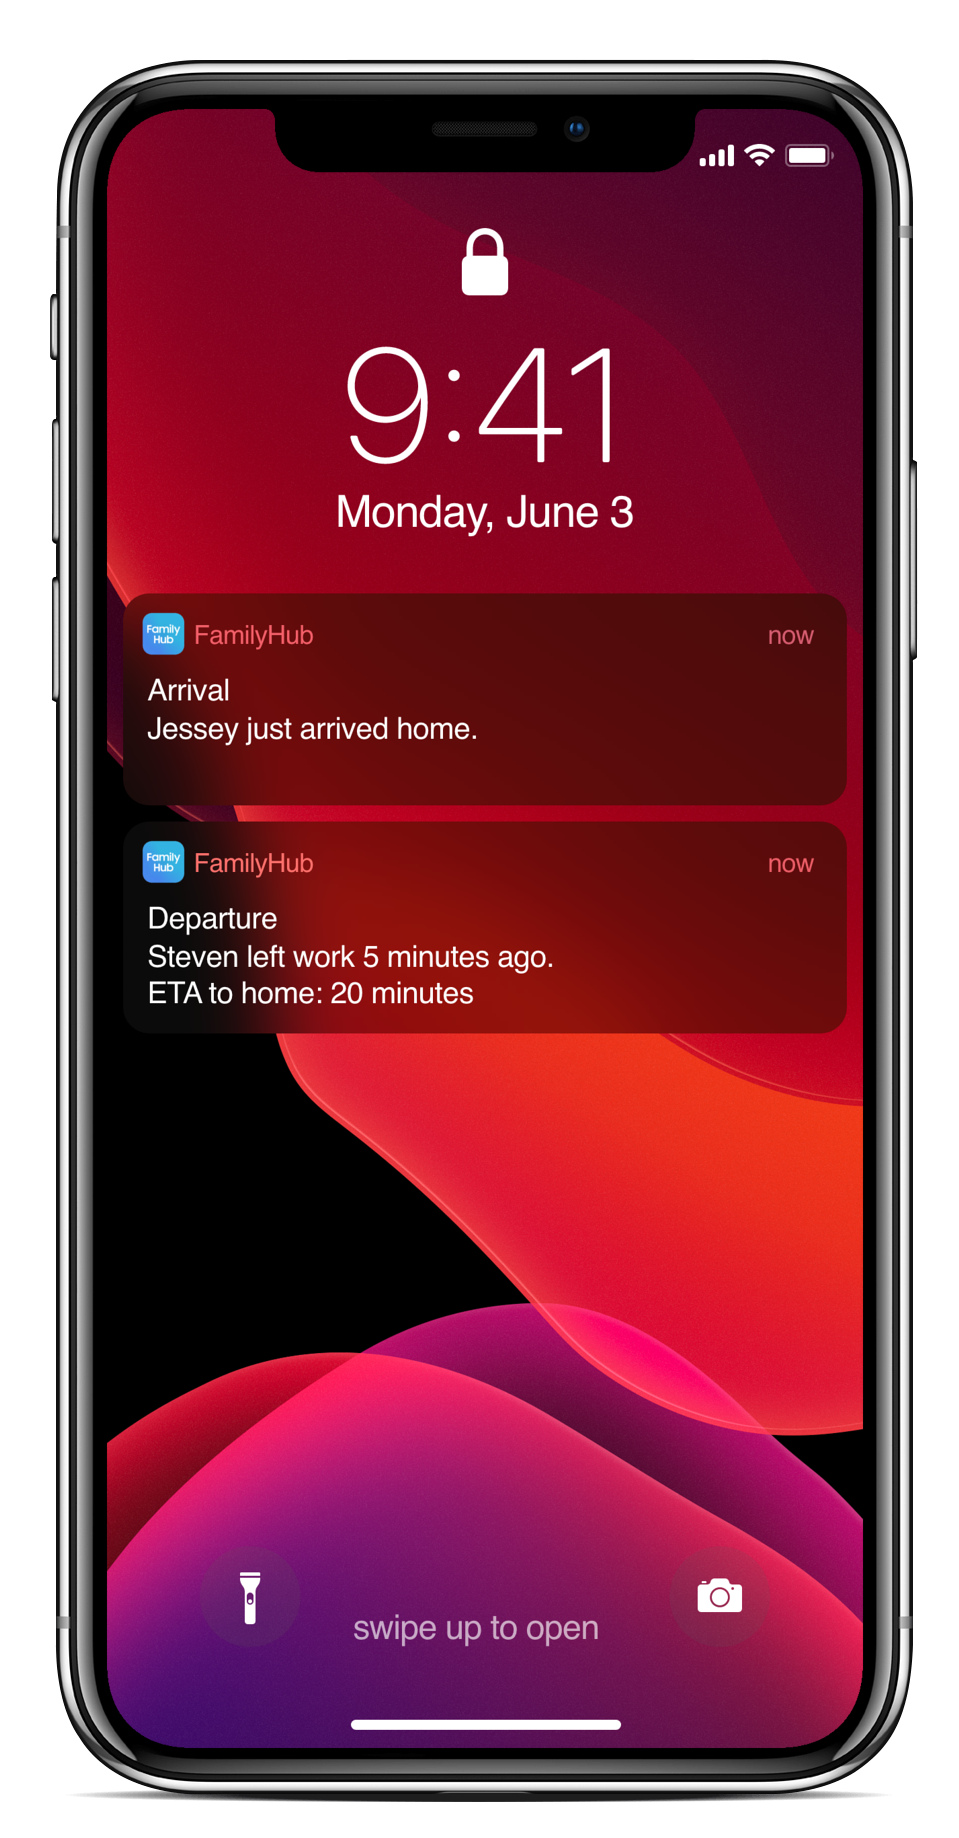 9:41
Monday, June 3
Family
Hub
FamilyHub
now
Arrival
Jessey just arrived home.
Family
Hub
FamilyHub
now
Departure
Steven left work 5 minutes ago.
ETA to home: 20 minutes
swipe up to open